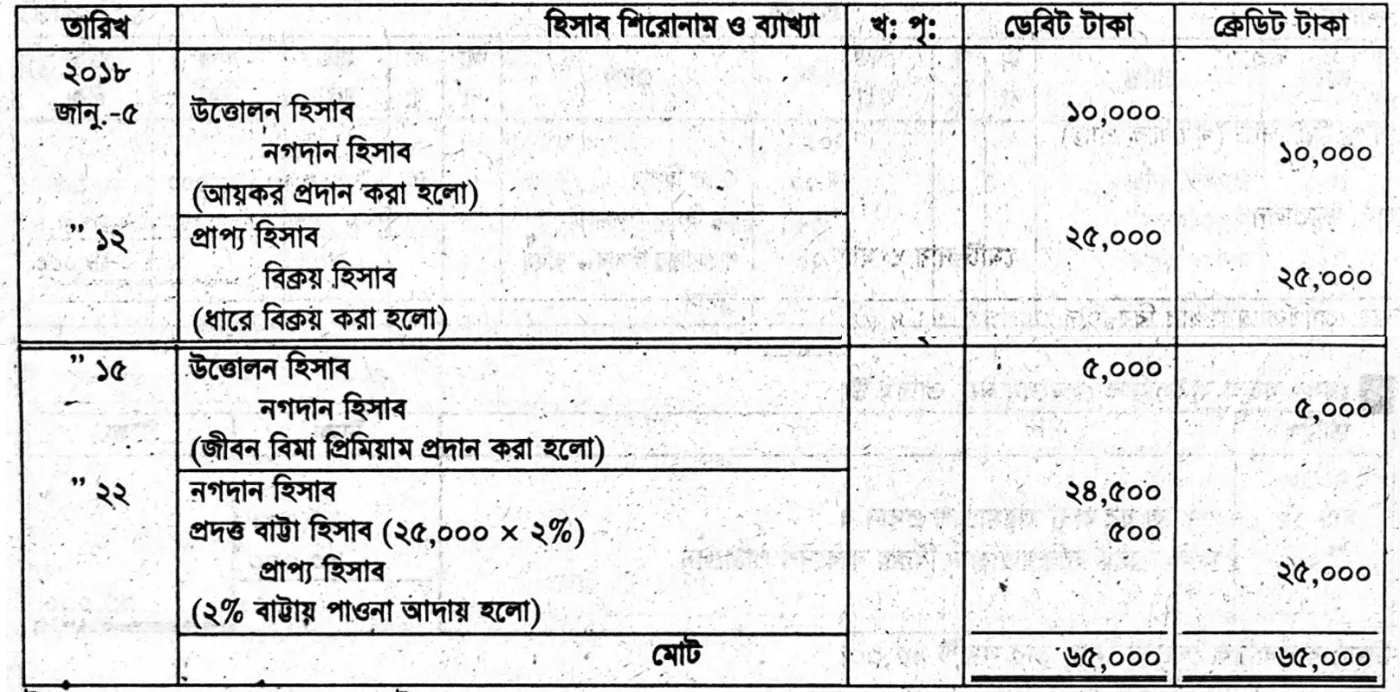 তারিখ হিসাব শিরোনাম ও ব্যাখ্যা খ: পৃ: ডেবিট টাকা ক্রেডিট টাকা
২০১৮
জানু.-৫ উত্তোলন হিসাব ১০,০০০
নগদান হিসাব ১০,০০০
(আয়কর প্রদান করা হলো)
" ১২ প্রাপ্য হিসাব ২৫,০০০
বিক্রয় হিসাব ২৫,০০০
(ধারে বিক্রয় করা হলো)
" ১৫ উত্তোলন হিসাব ৫,০০০
নগদান হিসাব ৫,০০০
(জীবন বিমা প্রিমিয়াম প্রদান করা হলো)
" ২২ নগদান হিসাব ২৪,৫০০
প্রদত্ত বাট্টা হিসাব (২৫,০০০ × ২%) ৫০০
প্রাপ্য হিসাব ২৫,০০০
(২% বাট্টায় পাওনা আদায় হলো)
মোট ৬৫,০০০ ৬৫,০০০